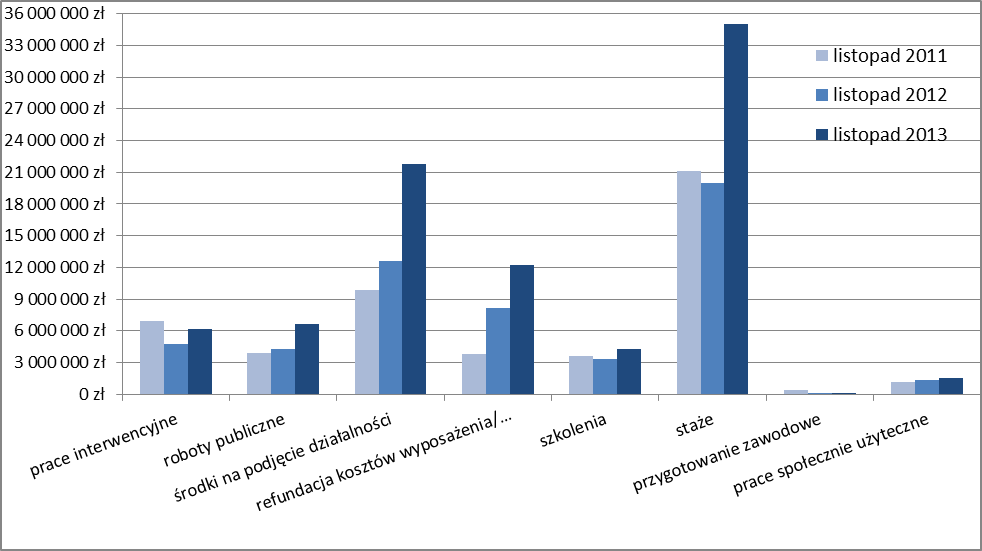 36 000 000 zł
33 000 000 zł
30 000 000 zł
27 000 000 zł
24 000 000 zł
21 000 000 zł
18 000 000 zł
15 000 000 zł
12 000 000 zł
9 000 000 zł
6 000 000 zł
3 000 000 zł
0 zł
listopad 2011
listopad 2012
listopad 2013
prace interwencyjne
roboty publiczne
środki na podjęcie działalności
refundacja kosztów wyposażenia/...
szkolenia
staże
przygotowanie zawodowe
prace społecznie użyteczne